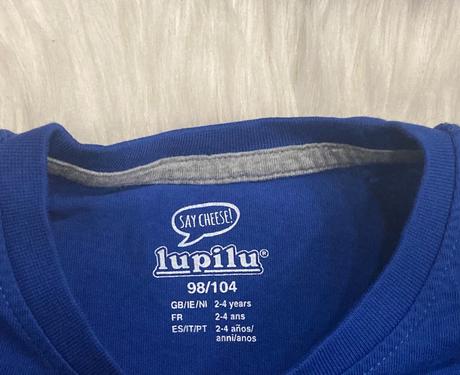 SAY CHEESE!
lupilu®
98/104
GB/IE/NI 2-4 years
FR 2-4 ans
ES/IT/PT 2-4 años/
anni/anos